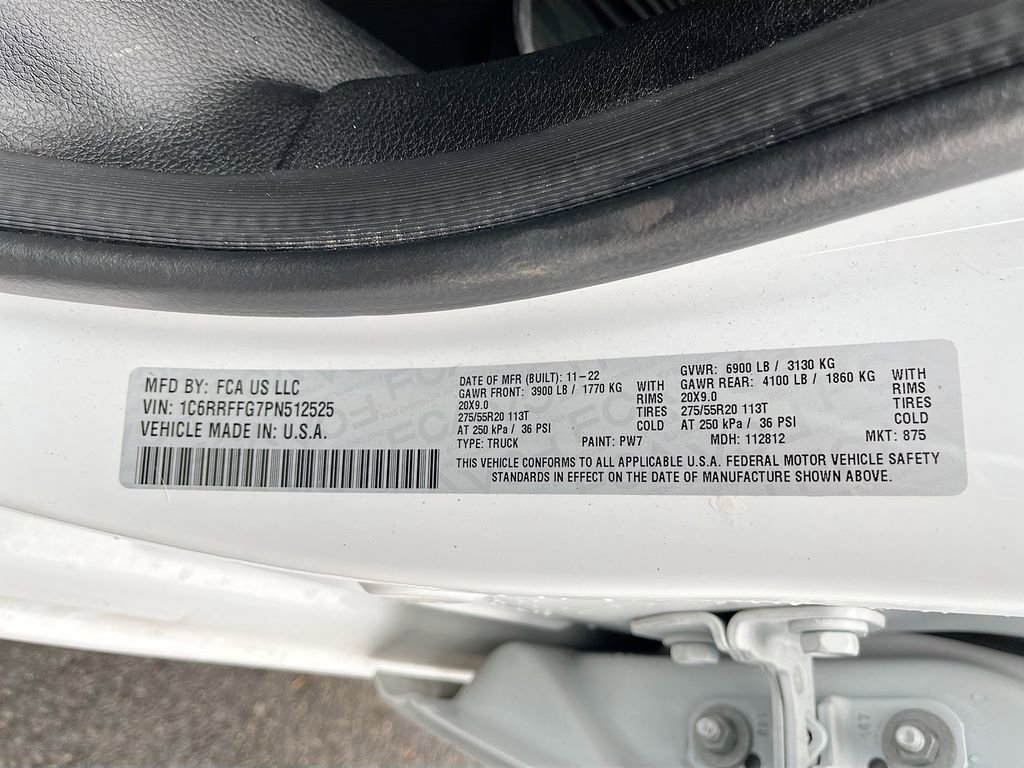 MFD BY: FCA US LLC
VIN: 1C6RRFFG7PN512525
VEHICLE MADE IN: U.S.A.
DATE OF MFR (BUILT): 11-22
GAWR FRONT: 3900 LB / 1770 KG WITH
20X9.0 RIMS
275/55R20 113T TIRES
AT 250 kPa / 36 PSI COLD
TYPE: TRUCK PAINT: PW7
GVWR: 6900 LB / 3130 KG
GAWR REAR: 4100 LB / 1860 KG WITH
20X9.0 RIMS
275/55R20 113T TIRES
AT 250 kPa / 36 PSI COLD
MDH: 112812 MKT: 875
THIS VEHICLE CONFORMS TO ALL APPLICABLE U.S.A. FEDERAL MOTOR VEHICLE SAFETY
STANDARDS IN EFFECT ON THE DATE OF MANUFACTURE SHOWN ABOVE.